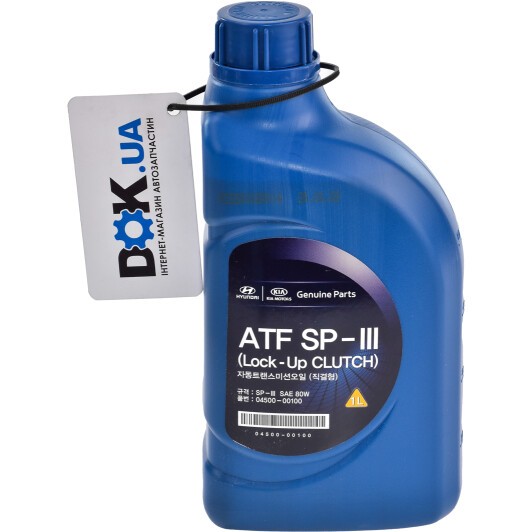 DOK.UA
ІНТЕРНЕТ-МАГАЗИН АВТОЗАПЧАСТИН
HYUNDAI
KIA
KIA MOTORS
Genuine Parts
ATF SP-III
(Lock-Up CLUTCH)
자동트랜스미션오일 (직결형)
규격 : SP-III SAE 80W
품번 : 04500-00100
1L
04500-00100